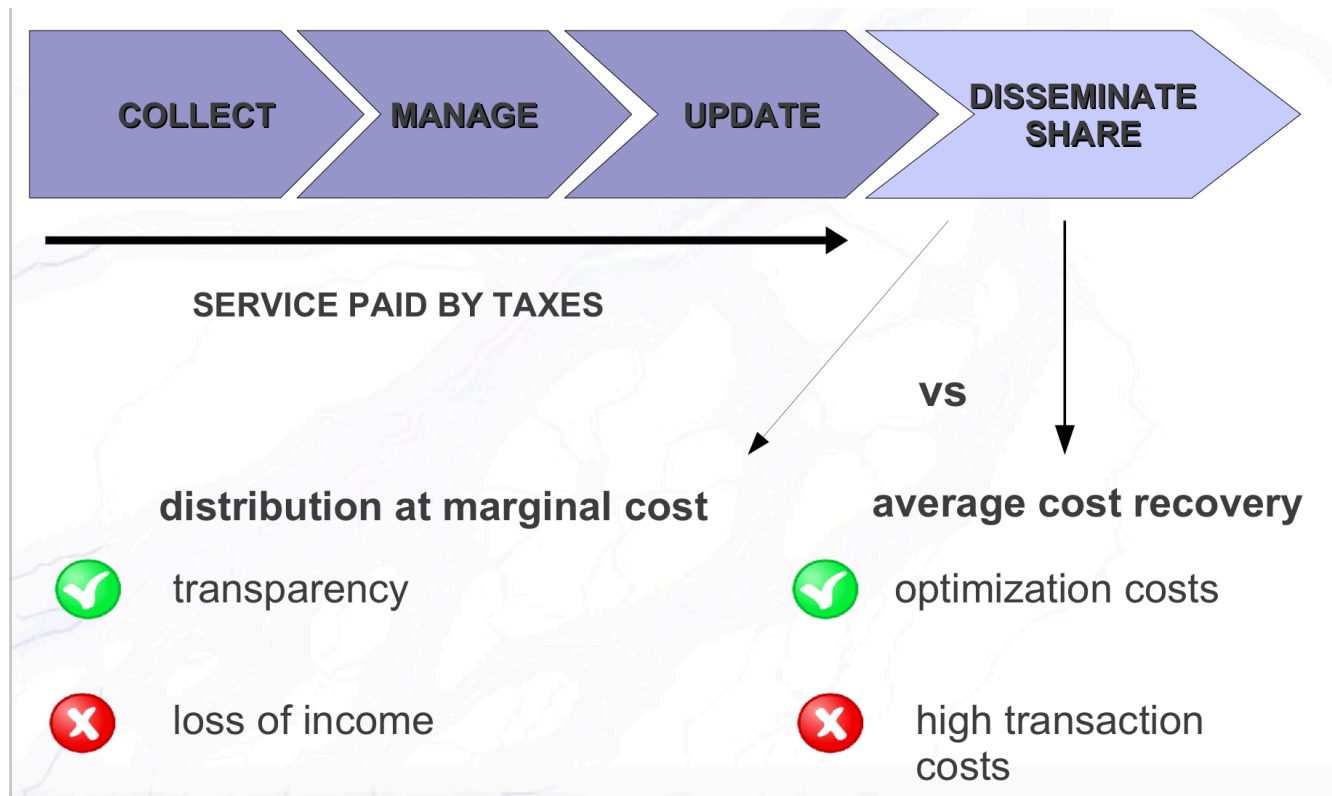 COLLECT
MANAGE
UPDATE
DISSEMINATE
SHARE
SERVICE PAID BY TAXES
vs
distribution at marginal cost
average cost recovery
transparency
optimization costs
loss of income
high transaction
costs